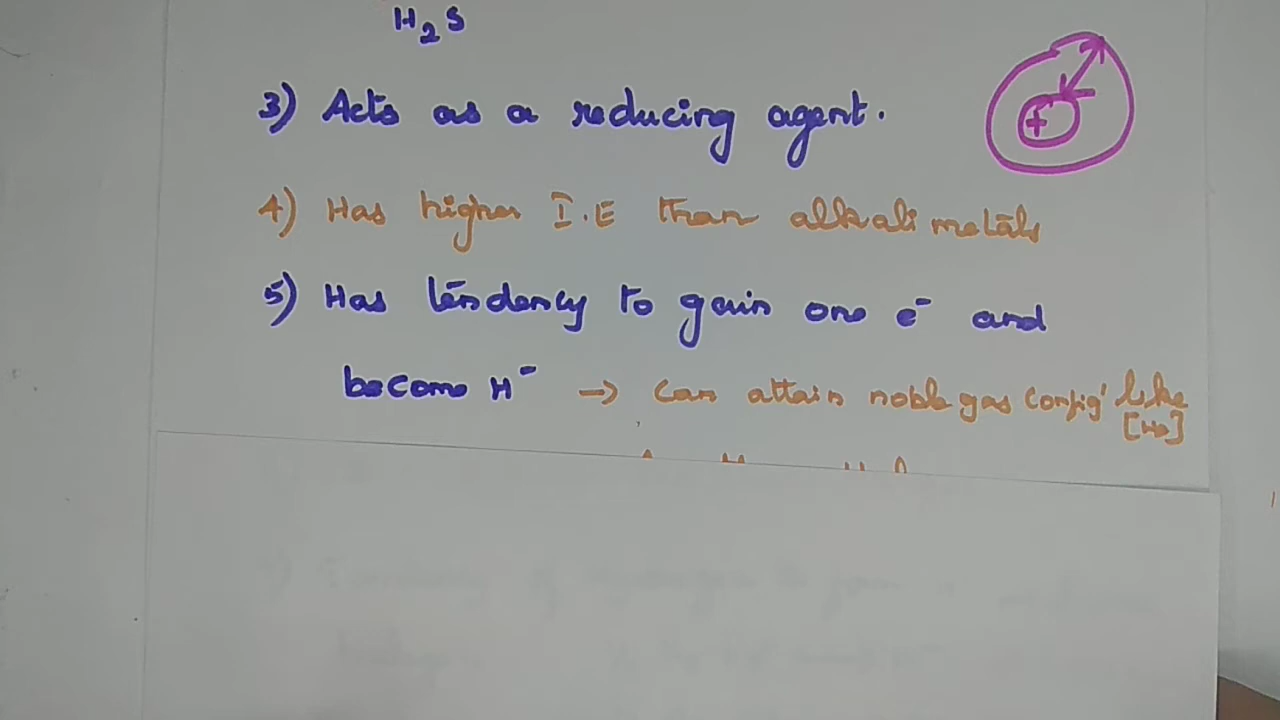 H2S
3) Acts as a reducing agent.
+
4) Has higher I.E than alkali metals
5) Has tendency to gain one e⁻ and
become H⁻ → Can attain noble gas config' like
[He]